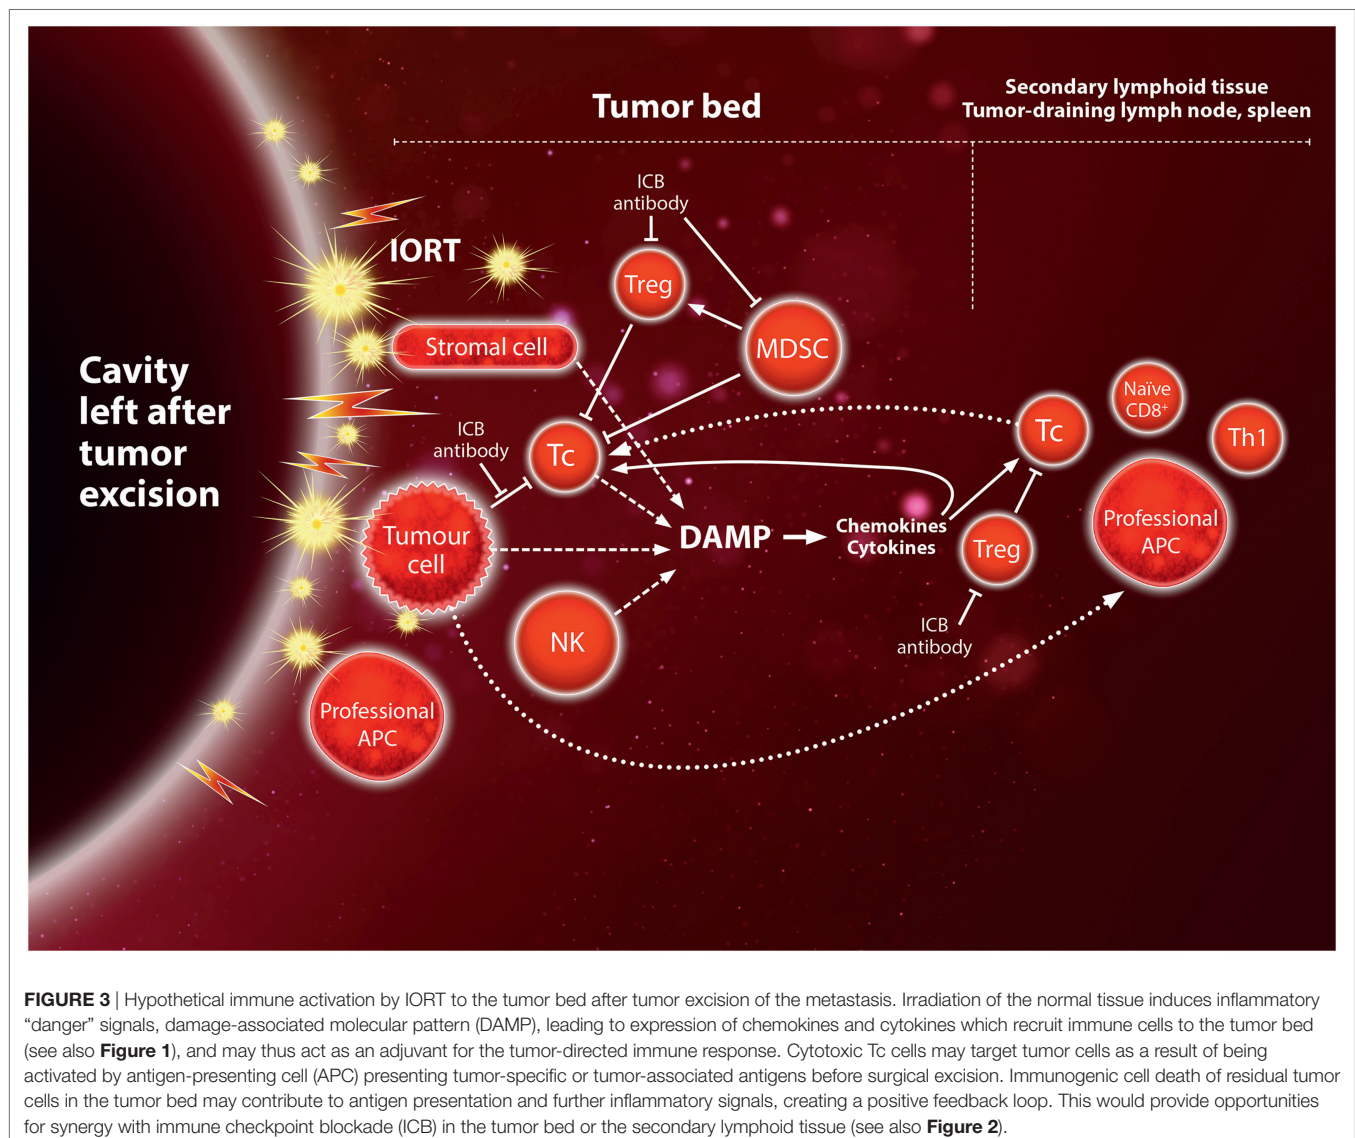 Tumor bed
Secondary lymphoid tissue
Tumor-draining lymph node, spleen
ICB
antibody
IORT
Treg
MDSC
Stromal cell
Cavity
left after
tumor
excision
ICB
antibody
Tc
Tc
Naïve
CD8⁺
Th1
Tumour
cell
DAMP
Chemokines
Cytokines
Treg
Professional
APC
NK
ICB
antibody
Professional
APC
FIGURE 3 | Hypothetical immune activation by IORT to the tumor bed after tumor excision of the metastasis. Irradiation of the normal tissue induces inflammatory
“danger” signals, damage-associated molecular pattern (DAMP), leading to expression of chemokines and cytokines which recruit immune cells to the tumor bed
(see also Figure 1), and may thus act as an adjuvant for the tumor-directed immune response. Cytotoxic Tc cells may target tumor cells as a result of being
activated by antigen-presenting cell (APC) presenting tumor-specific or tumor-associated antigens before surgical excision. Immunogenic cell death of residual tumor
cells in the tumor bed may contribute to antigen presentation and further inflammatory signals, creating a positive feedback loop. This would provide opportunities
for synergy with immune checkpoint blockade (ICB) in the tumor bed or the secondary lymphoid tissue (see also Figure 2).